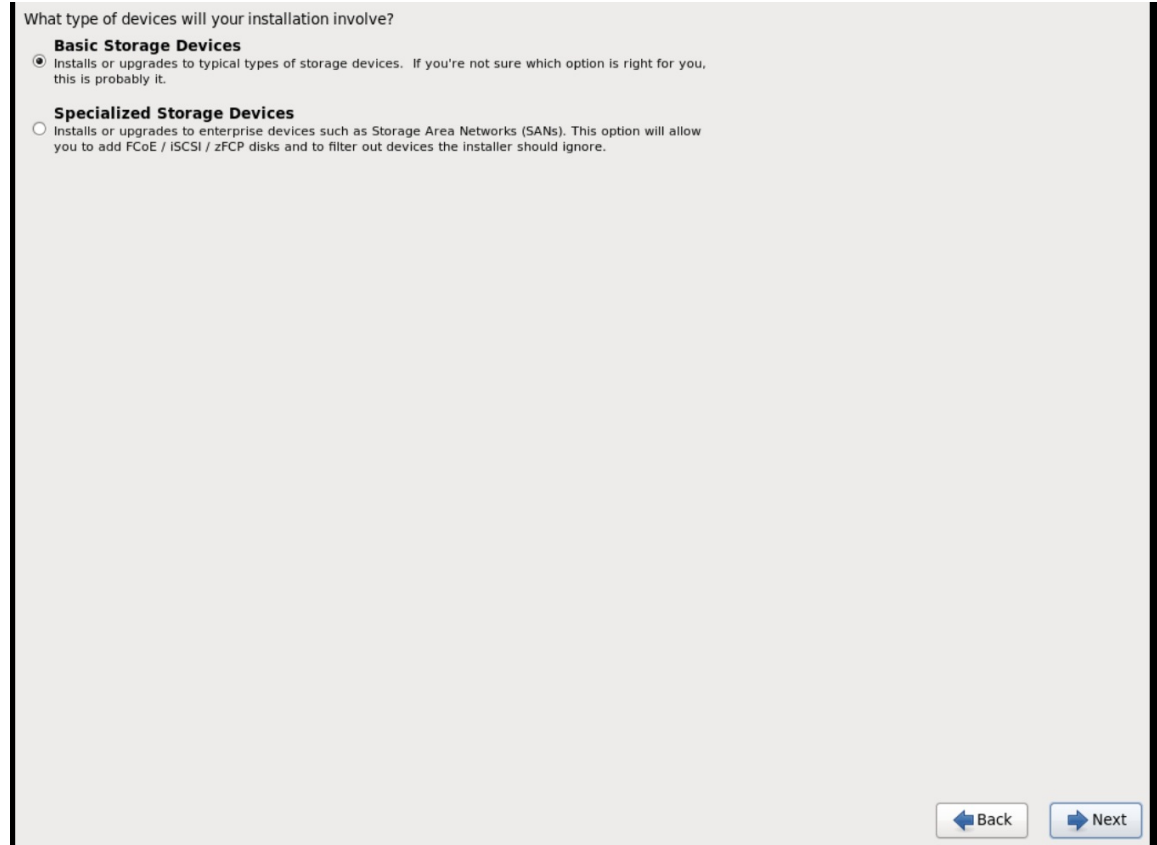 What type of devices will your installation involve?
Basic Storage Devices
Installs or upgrades to typical types of storage devices.  If you're not sure which option is right for you,
this is probably it.
Specialized Storage Devices
Installs or upgrades to enterprise devices such as Storage Area Networks (SANs). This option will allow
you to add FCoE / iSCSI / zFCP disks and to filter out devices the installer should ignore.
Back
Next